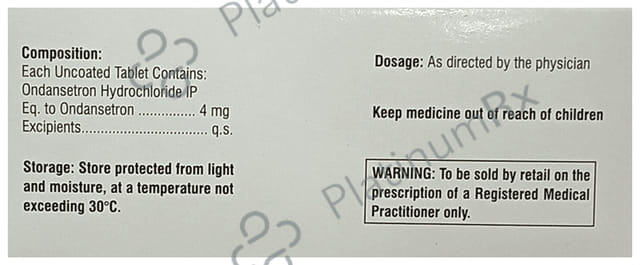 Composition:
Each Uncoated Tablet Contains:
Ondansetron Hydrochloride IP
Eq. to Ondansetron ............... 4 mg
Excipients................................ q.s.
Storage: Store protected from light
and moisture, at a temperature not
exceeding 30°C.
Dosage: As directed by the physician
Keep medicine out of reach of children
WARNING: To be sold by retail on the
prescription of a Registered Medical
Practitioner only.
PlatinumRx